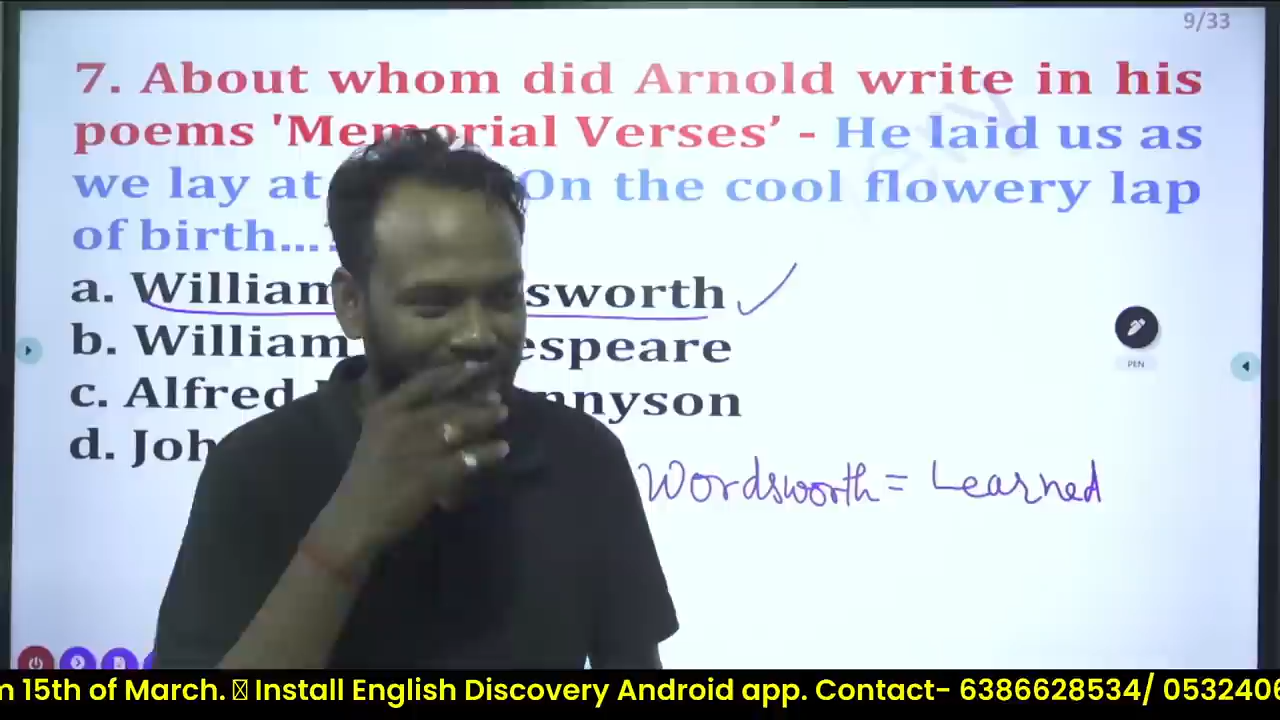 9/33
7. About whom did Arnold write in his
poems 'Memorial Verses’ - He laid us as
we lay at On the cool flowery lap
of birth...
a. William sworth
b. William espeare
c. Alfred nnyson
d. Joh
Wordsworth = Learned
PEN
m 15th of March. Install English Discovery Android app. Contact- 6386628534/ 0532406